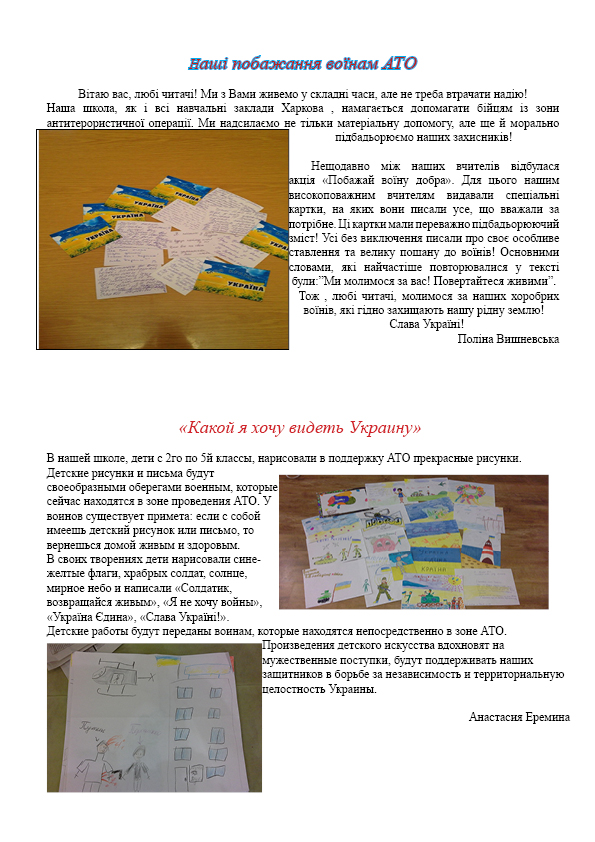 Наші побажання воїнам АТО
Вітаю вас, любі читачі! Ми з Вами живемо у складні часи, але не треба втрачати надію!
Наша школа, як і всі навчальні заклади Харкова , намагається допомагати бійцям із зони
антитерористичної операції. Ми надсилаємо не тільки матеріальну допомогу, але ще й морально
підбадьорюємо наших захисників!
Нещодавно між наших вчителів відбулася
акція «Побажай воїну добра». Для цього нашим
високоповажним вчителям видавали спеціальні
картки, на яких вони писали усе, що вважали за
потрібне. Ці картки мали переважно підбадьорюючий
зміст! Усі без виключення писали про своє особливе
ставлення та велику пошану до воїнів! Основними
словами, які найчастіше повторювалися у тексті
були:”Ми молимося за вас! Повертайтеся живими”.
Тож , любі читачі, молимося за наших хоробрих
воїнів, які гідно захищають нашу рідну землю!
Слава Україні!
Поліна Вишневська
УКРАЇНА
УКРАЇНА
УКРАЇНА
УКРАЇНА
УКРАЇНА
УКРАЇНА
«Какой я хочу видеть Украину»
В нашей школе, дети с 2го по 5й классы, нарисовали в поддержку АТО прекрасные рисунки.
Детские рисунки и письма будут
своеобразными оберегами военным, которые
сейчас находятся в зоне проведения АТО. У
воинов существует примета: если с собой
имеешь детский рисунок или письмо, то
вернешься домой живым и здоровым.
В своих творениях дети нарисовали сине-
желтые флаги, храбрых солдат, солнце,
мирное небо и написали «Солдатик,
возвращайся живым», «Я не хочу войны»,
«Україна Єдина», «Слава Україні!».
Детские работы будут переданы воинам, которые находятся непосредственно в зоне АТО.
Произведения детского искусства вдохновят на
мужественные поступки, будут поддерживать наших
защитников в борьбе за независимость и территориальную
целостность Украины.
Анастасия Еремина